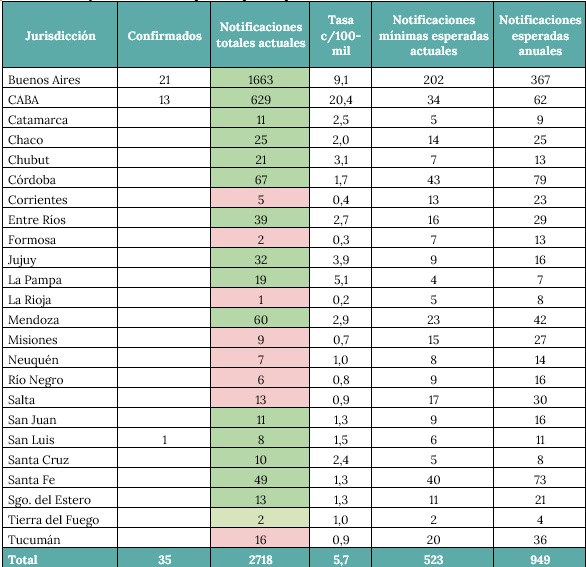 Jurisdicción Confirmados Notificaciones totales actuales Tasa c/100-mil Notificaciones mínimas esperadas actuales Notificaciones esperadas anuales
Buenos Aires 21 1663 9,1 202 367
CABA 13 629 20,4 34 62
Catamarca 11 2,5 5 9
Chaco 25 2,0 14 25
Chubut 21 3,1 7 13
Córdoba 67 1,7 43 79
Corrientes 5 0,4 13 23
Entre Ríos 39 2,7 16 29
Formosa 2 0,3 7 13
Jujuy 32 3,9 9 16
La Pampa 19 5,1 4 7
La Rioja 1 0,2 5 8
Mendoza 60 2,9 23 42
Misiones 9 0,7 15 27
Neuquén 7 1,0 8 14
Río Negro 6 0,8 9 16
Salta 13 0,9 17 30
San Juan 11 1,3 9 16
San Luis 1 8 1,5 6 11
Santa Cruz 10 2,4 5 8
Santa Fe 49 1,3 40 73
Sgo. del Estero 13 1,3 11 21
Tierra del Fuego 2 1,0 2 4
Tucumán 16 0,9 20 36
Total 35 2718 5,7 523 949